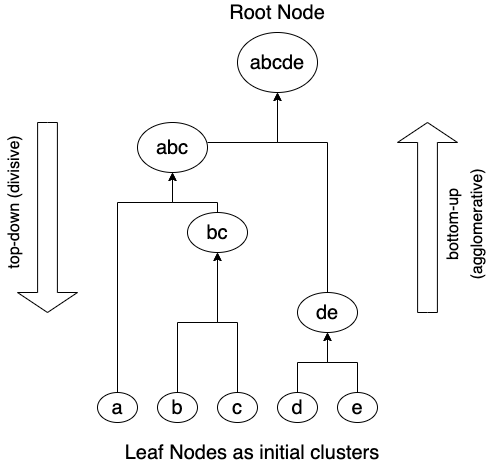 Root Node
abcde
abc
bc
de
a
b
c
d
e
top-down (divisive)
bottom-up
(agglomerative)
Leaf Nodes as initial clusters